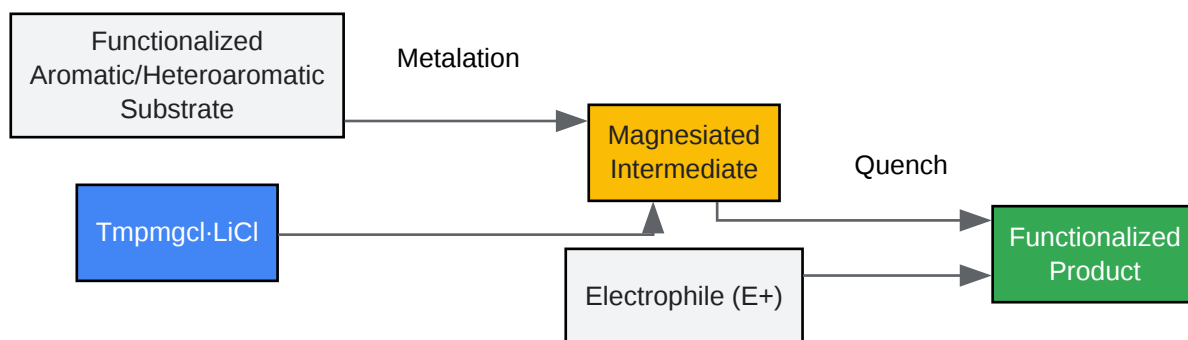 Functionalized
Aromatic/Heteroaromatic
Substrate
Metalation
Magnesiated
Intermediate
Quench
Tmpmgcl·LiCl
Functionalized
Product
Electrophile (E+)